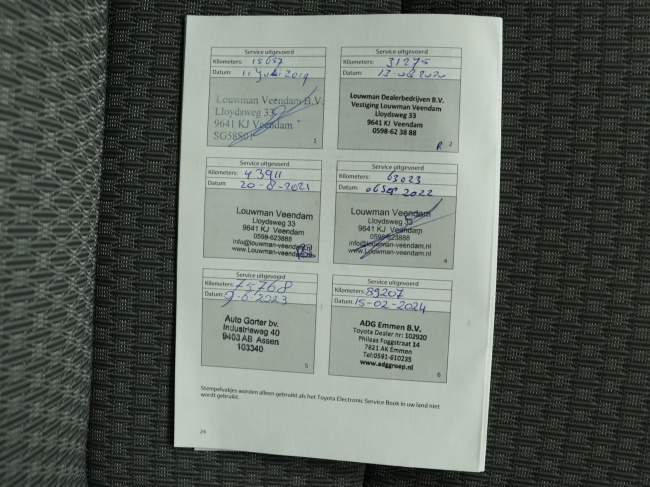 Service uitgevoerd
Kilometers: 15657
Datum: 11 Juli 2019
Louwman Veendam B.V.
Lloydsweg 33
9641 KJ Veendam
SG58S01
1
Service uitgevoerd
Kilometers: 31275
Datum: 13-08-2020
Louwman Dealerbedrijven B.V.
Vestiging Louwman Veendam
Lloydsweg 33
9641 KJ Veendam
0598-62 38 88
2
Service uitgevoerd
Kilometers: 43911
Datum: 20-8-2021
Louwman Veendam
Lloydsweg 33
9641 KJ Veendam
0598-623888
info@louwman-veendam.nl
www.Louwman-veendam.nl
Service uitgevoerd
Kilometers: 63023
Datum: 06 SEP 2022
Louwman Veendam
Lloydsweg 33
9641 KJ Veendam
0598-623888
info@louwman-veendam.nl
www.Louwman-veendam.nl
4
Service uitgevoerd
Kilometers: 75768
Datum: 9-6-2023
Auto Gorter bv.
Industrieweg 40
9403 AB Assen
103340
5
Service uitgevoerd
Kilometers: 89207
Datum: 15-02-2024
ADG Emmen B.V.
Toyota Dealer nr: 102920
Phileas Foggstraat 14
7821 AK Emmen
Tel:0591-610235
www.adggroep.nl
6
Stempelvakjes worden alleen gebruikt als het Toyota Electronic Service Book in uw land niet
wordt gebruikt.
24